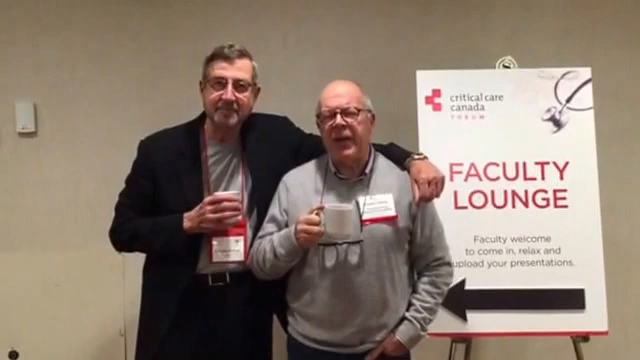 critical care
canada
FORUM
FACULTY
LOUNGE
Faculty welcome
to come in, relax and
upload your presentations.